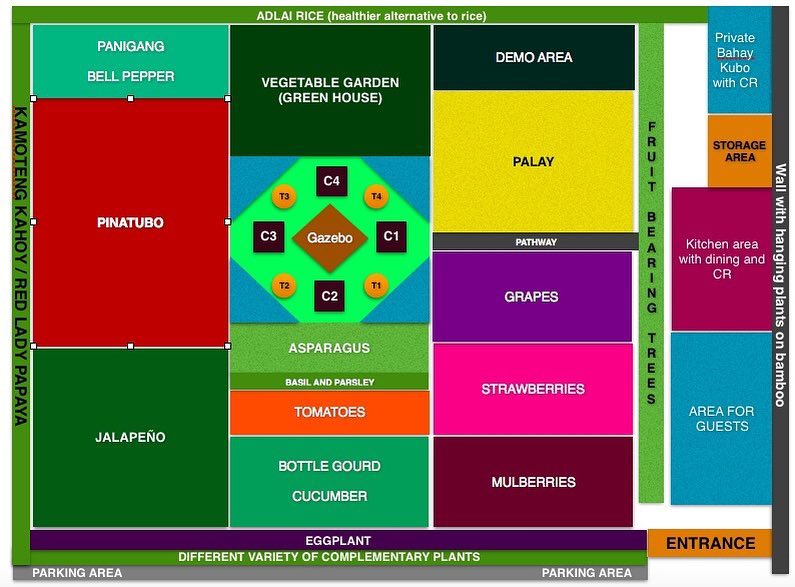 ADLAI RICE (healthier alternative to rice)
PANIGANG
BELL PEPPER
VEGETABLE GARDEN
(GREEN HOUSE)
DEMO AREA
Private
Bahay
Kubo
with CR
KAMOTENG KAHOY / RED LADY PAPAYA
PINATUBO
PALAY
STORAGE
AREA
FRUIT BEARING TREES
Wall with hanging plants on bamboo
C4
T3
T4
C3
Gazebo
C1
T2
C2
T1
PATHWAY
Kitchen area
with dining and
CR
GRAPES
ASPARAGUS
BASIL AND PARSLEY
STRAWBERRIES
TOMATOES
AREA FOR
GUESTS
JALAPEÑO
BOTTLE GOURD
CUCUMBER
MULBERRIES
EGGPLANT
ENTRANCE
DIFFERENT VARIETY OF COMPLEMENTARY PLANTS
PARKING AREA
PARKING AREA